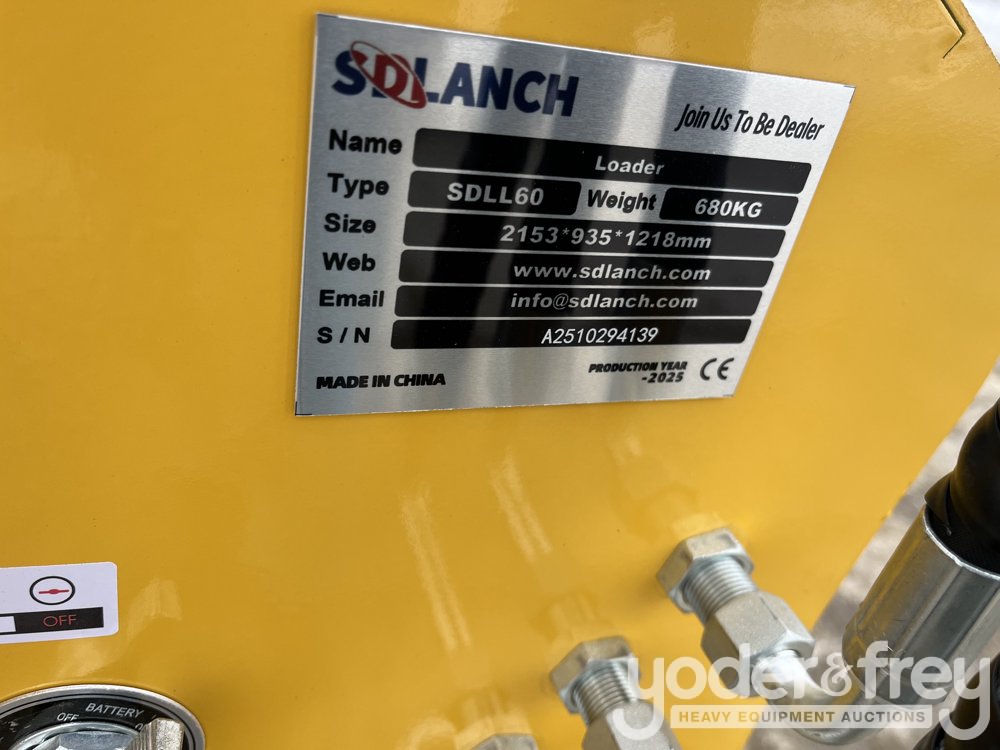 SDLANCH
Join Us To Be Dealer
Name Loader
Type SDLL60 Weight 680KG
Size 2153*935*1218mm
Web www.sdlanch.com
Email info@sdlanch.com
S / N A2510294139
MADE IN CHINA
PRODUCTION YEAR
-2025
CE
OFF
BATTERY
OFF
yoder&frey
HEAVY EQUIPMENT AUCTIONS